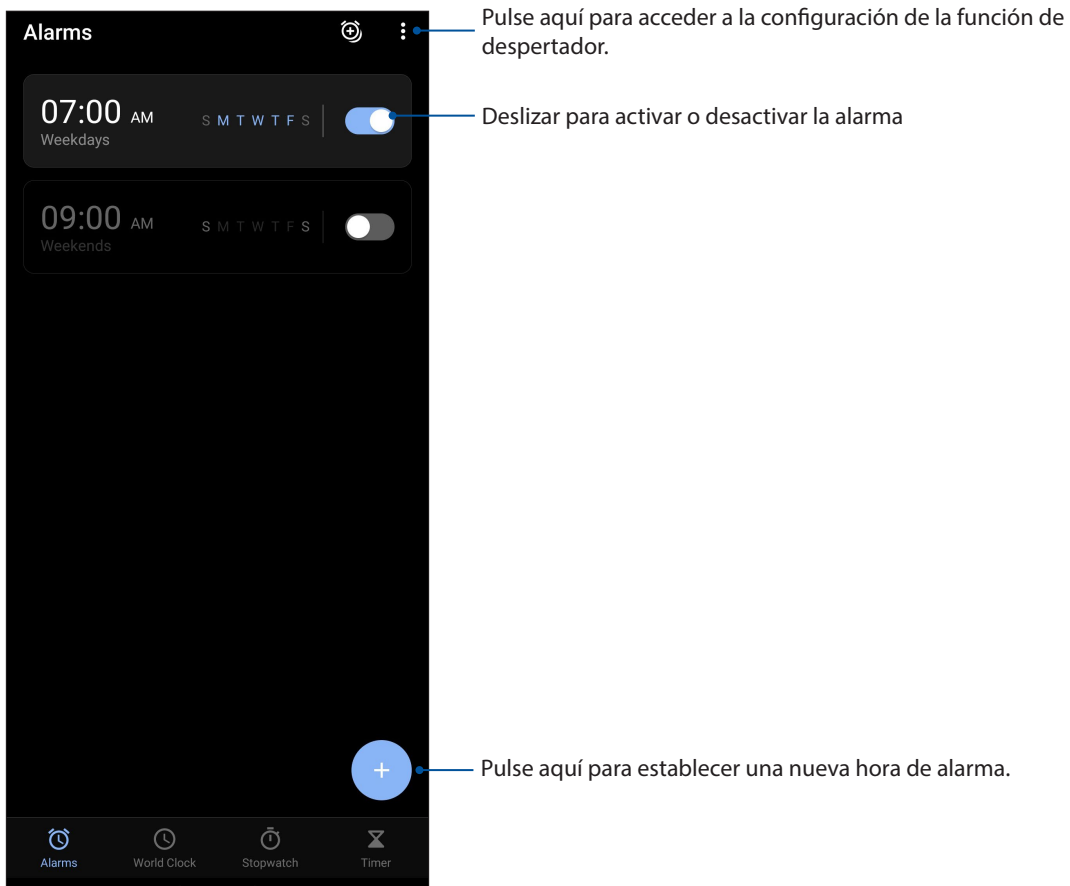 Alarms
Pulse aquí para acceder a la configuración de la función de
despertador.
07:00 AM
S M T W T F S
Weekdays
Deslizar para activar o desactivar la alarma
09:00 AM
S M T W T F S
Weekends
+
Pulse aquí para establecer una nueva hora de alarma.
Alarms
World Clock
Stopwatch
Timer